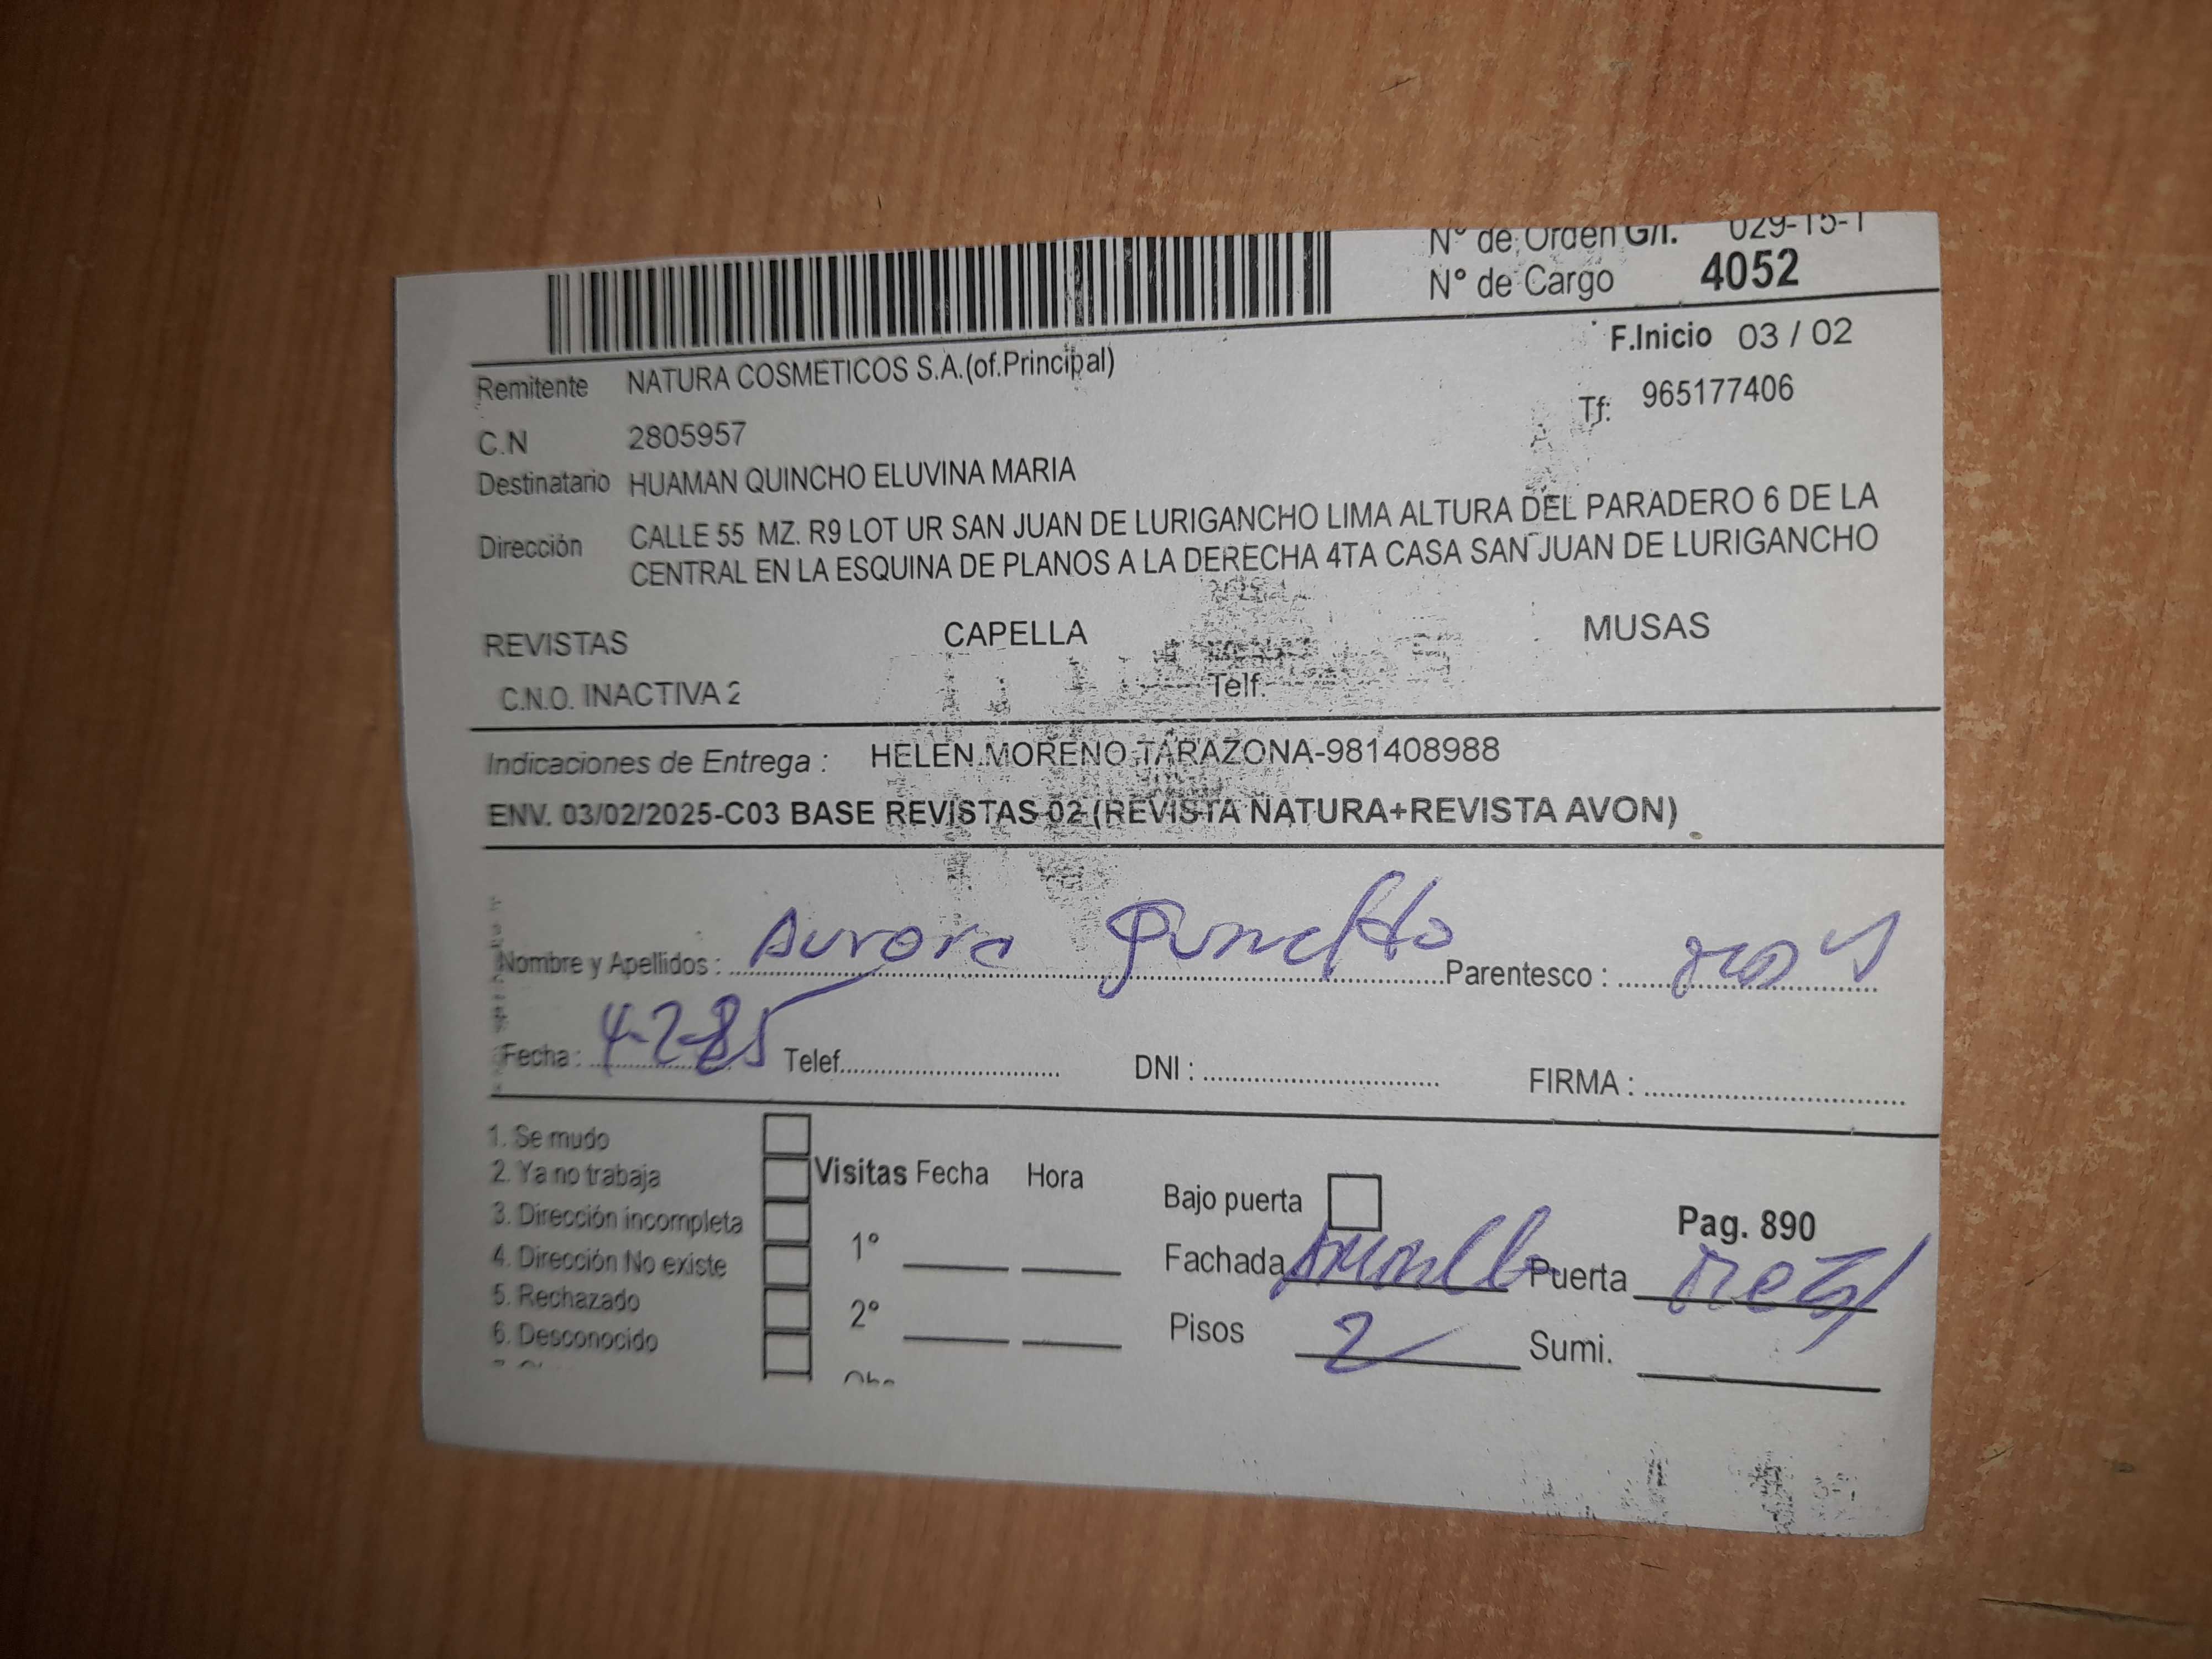 Nº de Orden G/I. 029-15-1
Nº de Cargo 4052
F.Inicio 03 / 02
Remitente NATURA COSMETICOS S.A.(of.Principal)
Tf: 965177406
C.N 2805957
Destinatario HUAMAN QUINCHO ELUVINA MARIA
Dirección CALLE 55 MZ. R9 LOT UR SAN JUAN DE LURIGANCHO LIMA ALTURA DEL PARADERO 6 DE LA
CENTRAL EN LA ESQUINA DE PLANOS A LA DERECHA 4TA CASA SAN JUAN DE LURIGANCHO
REVISTAS CAPELLA MUSAS
C.N.O. INACTIVA 2 Telf.
Indicaciones de Entrega : HELEN MORENO TARAZONA-981408988
ENV. 03/02/2025-C03 BASE REVISTAS 02 (REVISTA NATURA+REVISTA AVON)
Nombre y Apellidos : Aurora Parentesco :
Fecha : 4-2-25 Telef. DNI : FIRMA :
1. Se mudo
2. Ya no trabaja
3. Dirección incompleta
4. Dirección No existe
5. Rechazado
6. Desconocido
Visitas Fecha Hora
1º
2º
Bajo puerta
Pag. 890
Fachada Puerta
Pisos 2 Sumi.